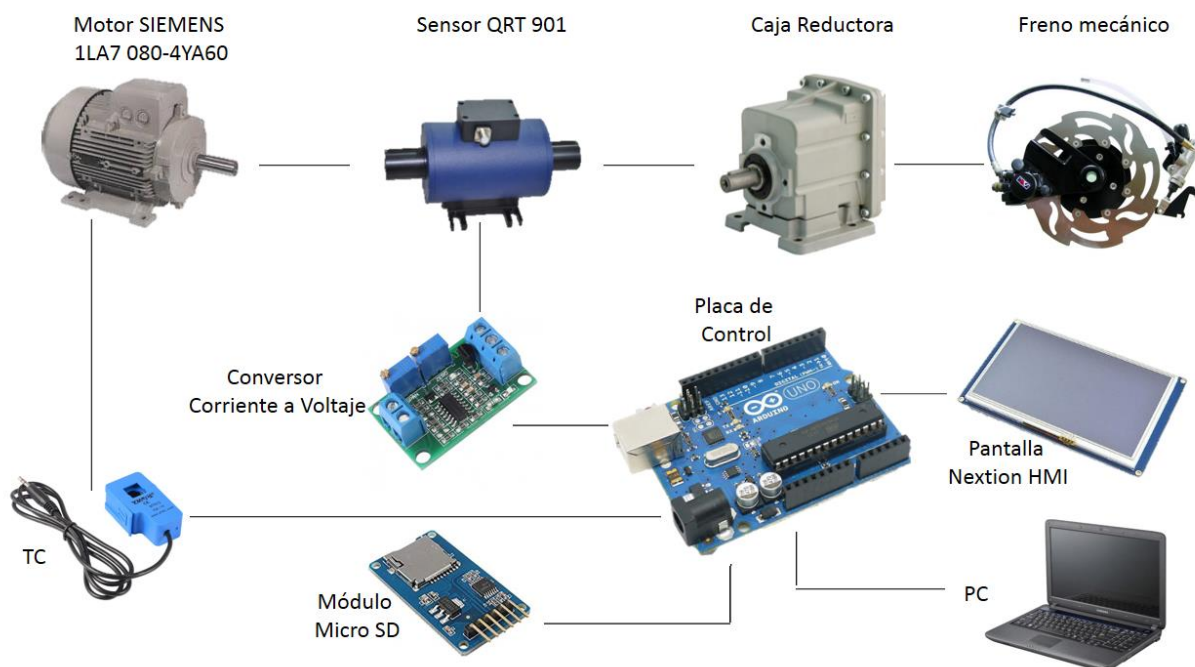 Motor SIEMENS
1LA7 080-4YA60
Sensor QRT 901
Caja Reductora
Freno mecánico
Conversor
Corriente a Voltaje
Placa de
Control
DIGITAL
UNO
ARDUINO
Pantalla
Nextion HMI
TC
Módulo
Micro SD
PC